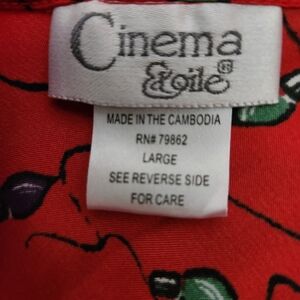 Cinema
Etoile®
MADE IN THE CAMBODIA
RN# 79862
LARGE
SEE REVERSE SIDE
FOR CARE